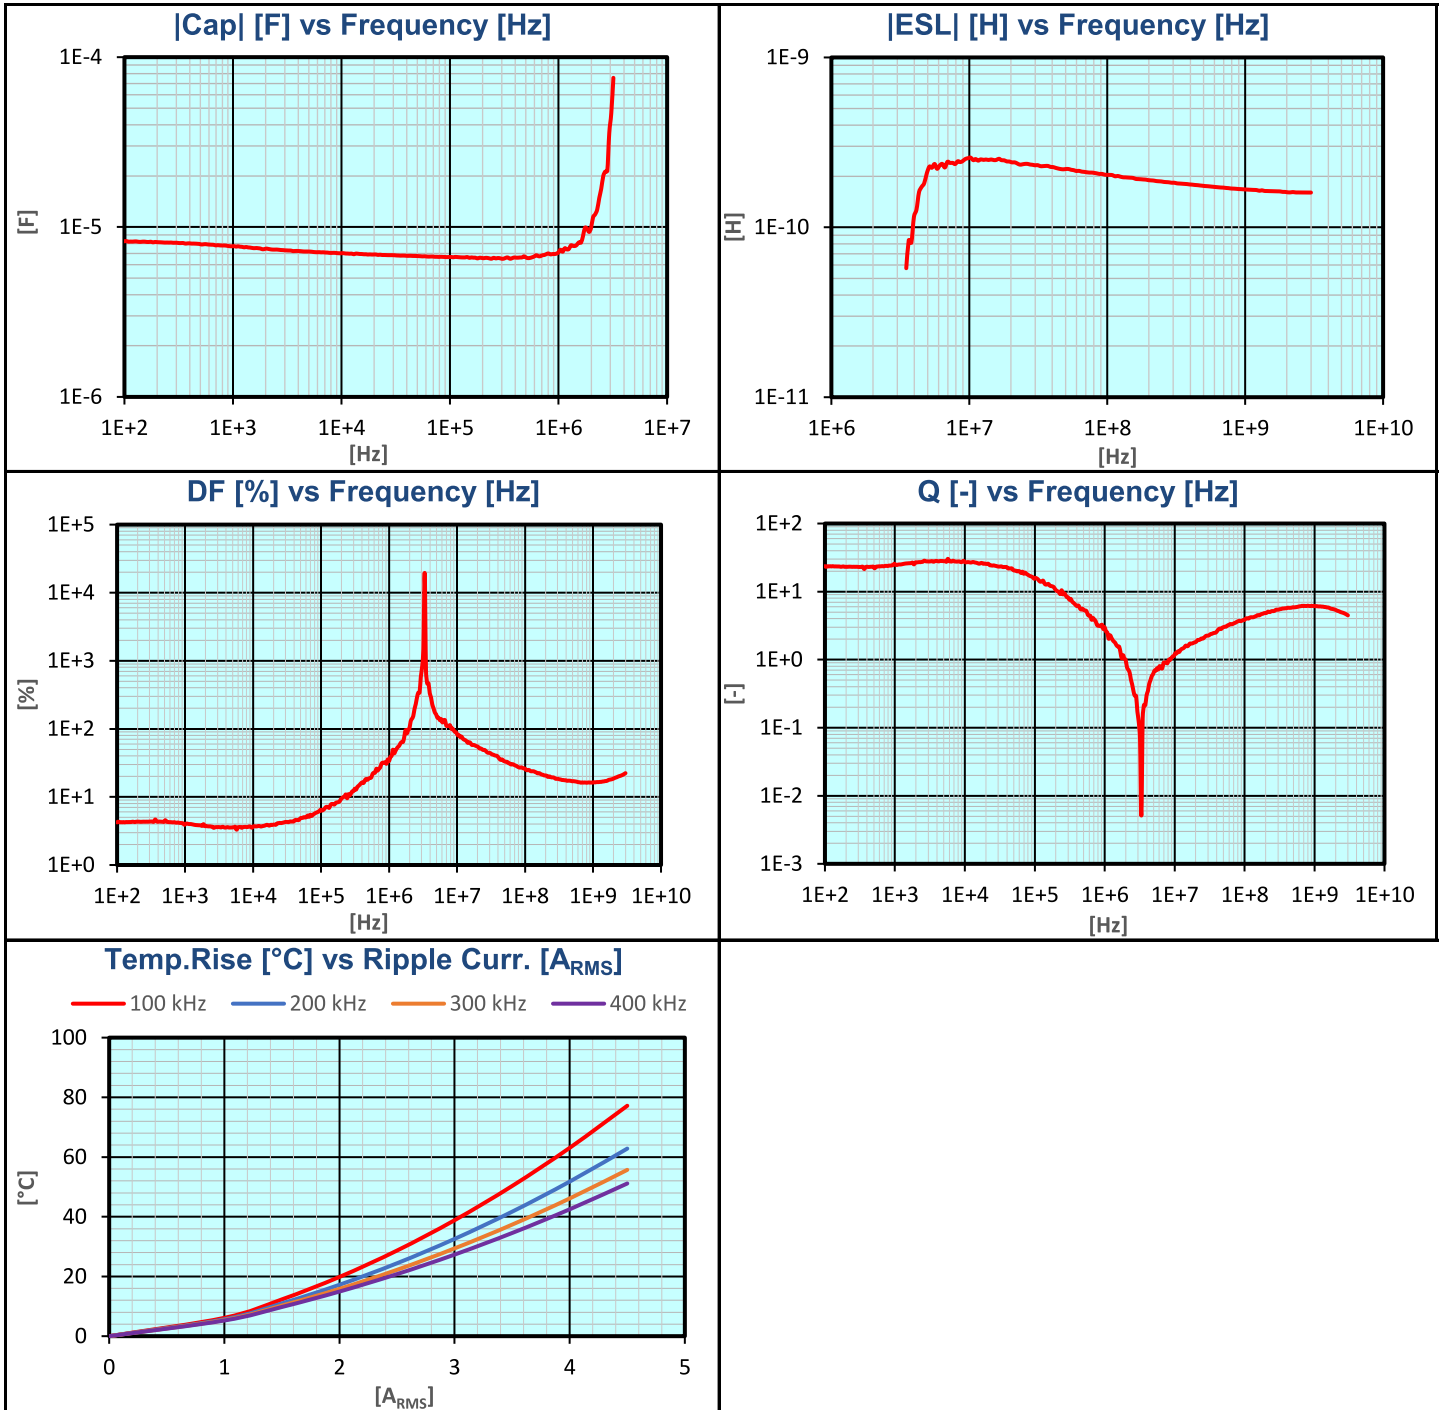 |Cap| [F] vs Frequency [Hz]
1E-4
1E-5
1E-6
[F]
1E+2 1E+3 1E+4 1E+5 1E+6 1E+7
[Hz]
|ESL| [H] vs Frequency [Hz]
1E-9
1E-10
1E-11
[H]
1E+6 1E+7 1E+8 1E+9 1E+10
[Hz]
DF [%] vs Frequency [Hz]
1E+5
1E+4
1E+3
1E+2
1E+1
1E+0
[%]
1E+2 1E+3 1E+4 1E+5 1E+6 1E+7 1E+8 1E+9 1E+10
[Hz]
Q [-] vs Frequency [Hz]
1E+2
1E+1
1E+0
1E-1
1E-2
1E-3
[-]
1E+2 1E+3 1E+4 1E+5 1E+6 1E+7 1E+8 1E+9 1E+10
[Hz]
Temp.Rise [°C] vs Ripple Curr. [ARMS]
100 kHz 200 kHz 300 kHz 400 kHz
100
80
60
40
20
0
[°C]
0 1 2 3 4 5
[ARMS]